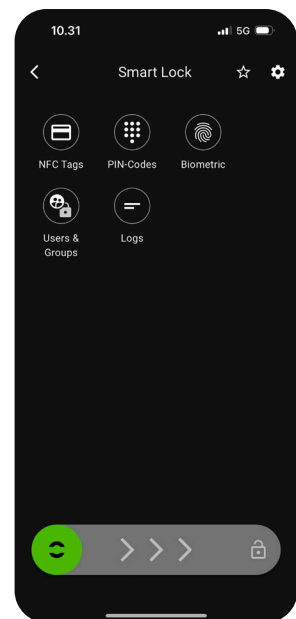 10.31
5G
Smart Lock
NFC Tags
PIN-Codes
Biometric
Users &
Groups
Logs